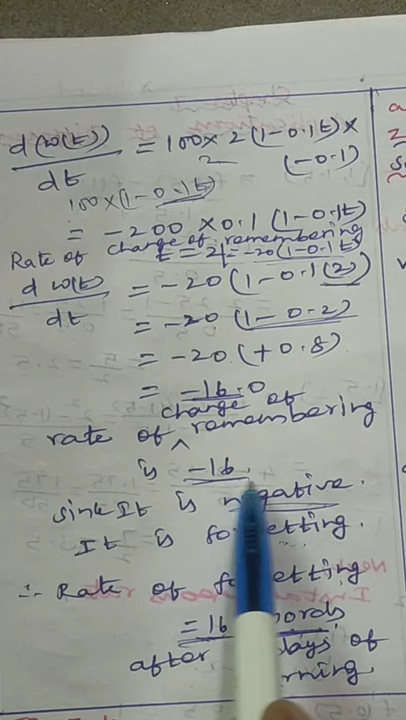 d(w(t))/dt = 100×2(1-0.1t)×
(-0.1)
100×(1-0.1t)²
= -200×0.1(1-0.1t)
Rate of change of remembering
t = 2/= -20(1-0.1t)
d w(t)/dt = -20(1-0.1(2))
= -20(1-0.2)
= -20(+0.8)
= -16.0
rate of ^ change of remembering
is -16.
sink It is negative.
It is forgetting.
∴ Rate of forgetting
= 16 words
after days of